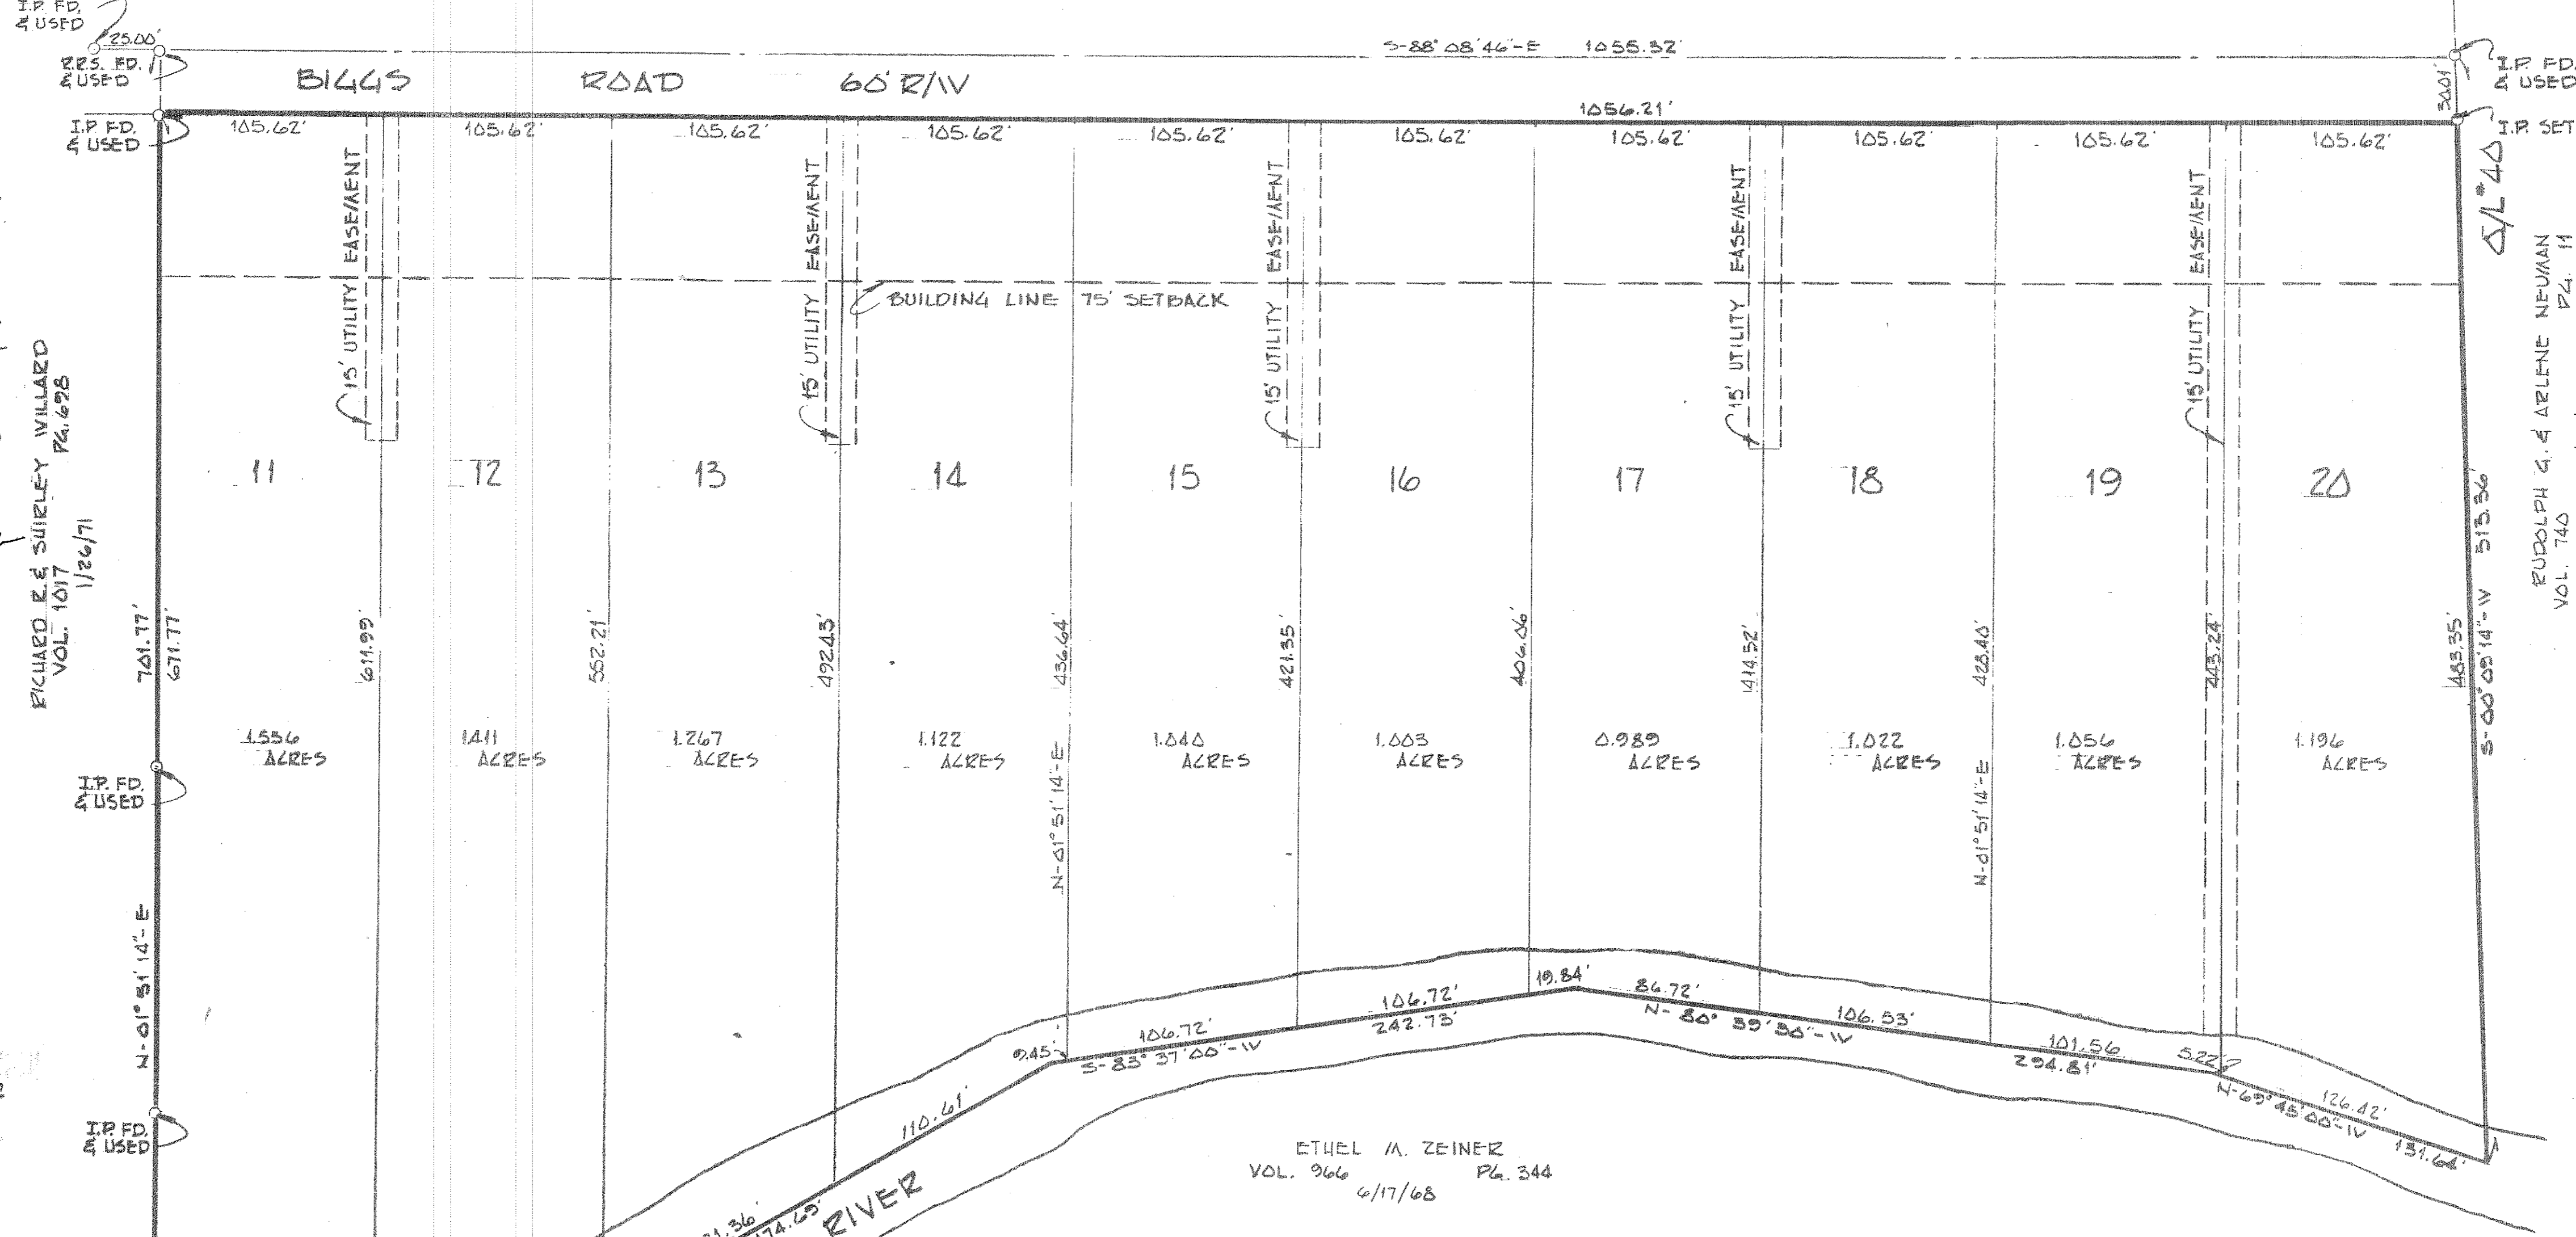 I.P. FD.
& USED
25.00'
S-88°08'46"-E 1055.32'
R.R.S. FD.
& USED
BIGGS ROAD 60' R/W
30.01'
I.P. FD.
& USED
I.P. FD.
& USED
1056.21'
I.P. SET
105.62' 105.62' 105.62' 105.62' 105.62' 105.62' 105.62' 105.62' 105.62' 105.62'
O/L #40
15' UTILITY EASEMENT
15' UTILITY EASEMENT
15' UTILITY EASEMENT
15' UTILITY EASEMENT
15' UTILITY EASEMENT
BUILDING LINE 75' SETBACK
RICHARD R. & SHIRLEY WILLARD
VOL. 1017 PG. 698
1/26/71
RUDOLPH G. & ARLENE NEUMAN
VOL. 740 PG. 11
11 12 13 14 15 16 17 18 19 20
701.77'
671.77'
611.99'
552.21'
492.43'
436.64'
421.35'
406.06'
414.52'
428.40'
443.24'
483.35'
S-00°09'14"-W 513.36'
1.556 1.411 1.267 1.122 1.040 1.003 0.989 1.022 1.056 1.196
ACRES ACRES ACRES ACRES ACRES ACRES ACRES ACRES ACRES ACRES
I.P. FD.
& USED
N-01°51'14"-E
N-01°51'14"-E
N-01°51'14"-E
I.P. FD.
& USED
9.45'
106.72'
106.72'
19.84'
S-83°37'00"-W
242.73'
86.72'
106.53'
101.56
5.22'
N-80°39'30"-W
294.81'
126.42'
N-69°45'00"-W
131.64'
110.61'
RIVER
ETHEL M. ZEINER
VOL. 966 PG. 344
6/17/68